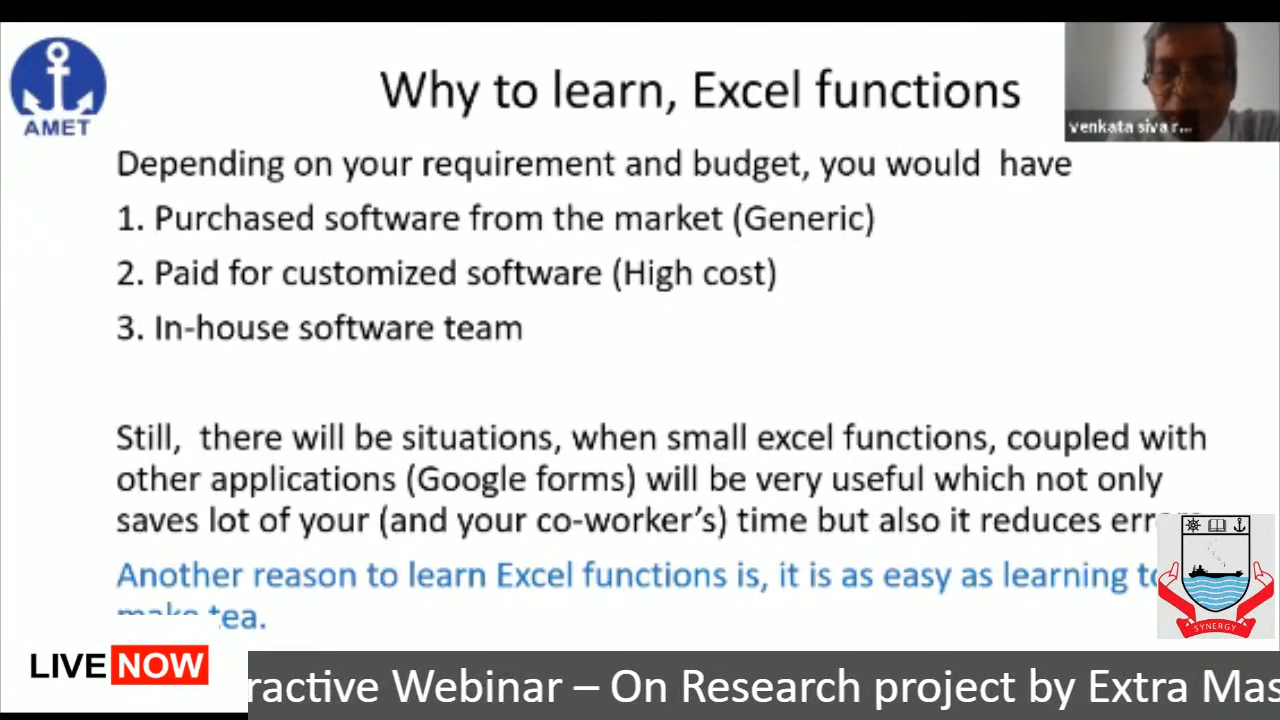 AMET
Why to learn, Excel functions
venkata siva r...
Depending on your requirement and budget, you would have
1. Purchased software from the market (Generic)
2. Paid for customized software (High cost)
3. In-house software team
Still, there will be situations, when small excel functions, coupled with
other applications (Google forms) will be very useful which not only
saves lot of your (and your co-worker's) time but also it reduces
Another reason to learn Excel functions is, it is as easy as learning to
make tea.
SYNERGY
LIVE NOW
ractive Webinar – On Research project by Extra Mas